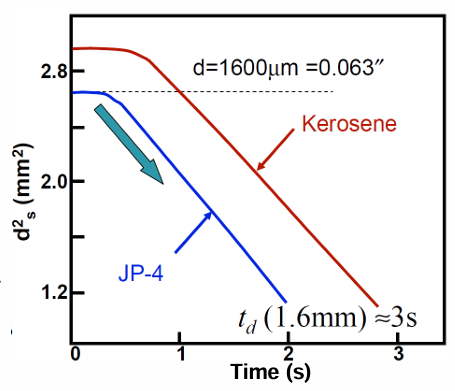 d=1600μm =0.063″
2.8
Kerosene
2.0
d²s (mm²)
JP-4
1.2
td (1.6mm) ≈3s
0 1 2 3
Time (s)